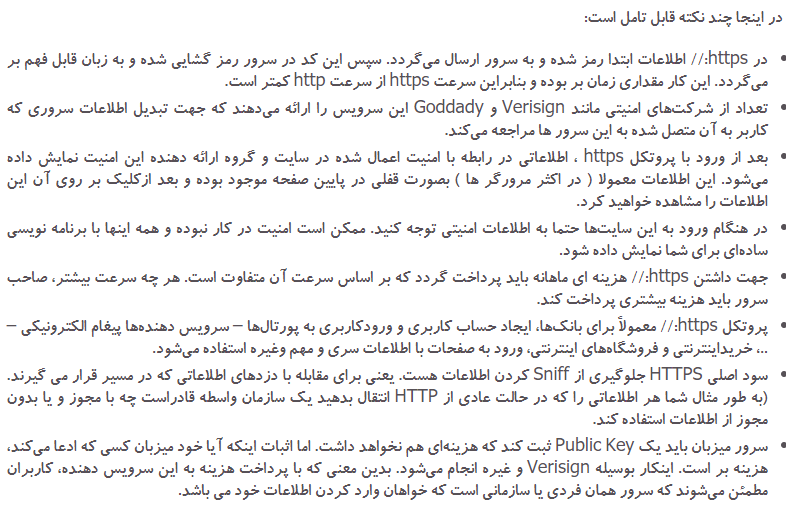 در اینجا چند نکته قابل تامل است:
در https:// اطلاعات ابتدا رمز شده و به سرور ارسال می‌گردد. سپس این کد در سرور رمز گشایی شده و به زبان قابل فهم بر
می‌گردد. این کار مقداری زمان بر بوده و بنابراین سرعت https از سرعت http کمتر است.
تعداد از شرکت‌های امنیتی مانند Verisign و Goddady این سرویس را ارائه می‌دهند که جهت تبدیل اطلاعات سروری که
کاربر به آن متصل شده به این سرور ها مراجعه می‌کند.
بعد از ورود با پروتکل https ، اطلاعاتی در رابطه با امنیت اعمال شده در سایت و گروه ارائه دهنده این امنیت نمایش داده
می‌شود. این اطلاعات معمولا ( در اکثر مرورگر ها ) بصورت قفلی در پایین صفحه موجود بوده و بعد ازکلیک بر روی آن این
اطلاعات را مشاهده خواهید کرد.
در هنگام ورود به این سایت‌ها حتما به اطلاعات امنیتی توجه کنید. ممکن است امنیت در کار نبوده و همه اینها با برنامه نویسی
ساده‌ای برای شما نمایش داده شود.
جهت داشتن https:// هزینه ای ماهانه باید پرداخت گردد که بر اساس سرعت آن متفاوت است. هر چه سرعت بیشتر، صاحب
سرور باید هزینه بیشتری پرداخت کند.
پروتکل https:// معمولاً برای بانک‌ها، ایجاد حساب کاربری و ورودکاربری به پورتال‌ها – سرویس دهنده‌ها پیغام الکترونیکی –
..، خریداینترنتی و فروشگاه‌های اینترنتی، ورود به صفحات با اطلاعات سری و مهم وغیره استفاده می‌شود.
سود اصلی HTTPS جلوگیری از Sniff کردن اطلاعات هست. یعنی برای مقابله با دزدهای اطلاعاتی که در مسیر قرار می گیرند.
(به طور مثال شما هر اطلاعاتی را که در حالت عادی از HTTP انتقال بدهید یک سازمان واسطه قادراست چه با مجوز و یا بدون
مجوز از اطلاعات استفاده کند.
سرور میزبان باید یک Public Key ثبت کند که هزینه‌ای هم نخواهد داشت. اما اثبات اینکه آیا خود میزبان کسی که ادعا می‌کند،
هزینه بر است. اینکار بوسیله Verisign و غیره انجام می‌شود. بدین معنی که با پرداخت هزینه به این سرویس دهنده، کاربران
مطمئن می‌شوند که سرور همان فردی یا سازمانی است که خواهان وارد کردن اطلاعات خود می باشد.